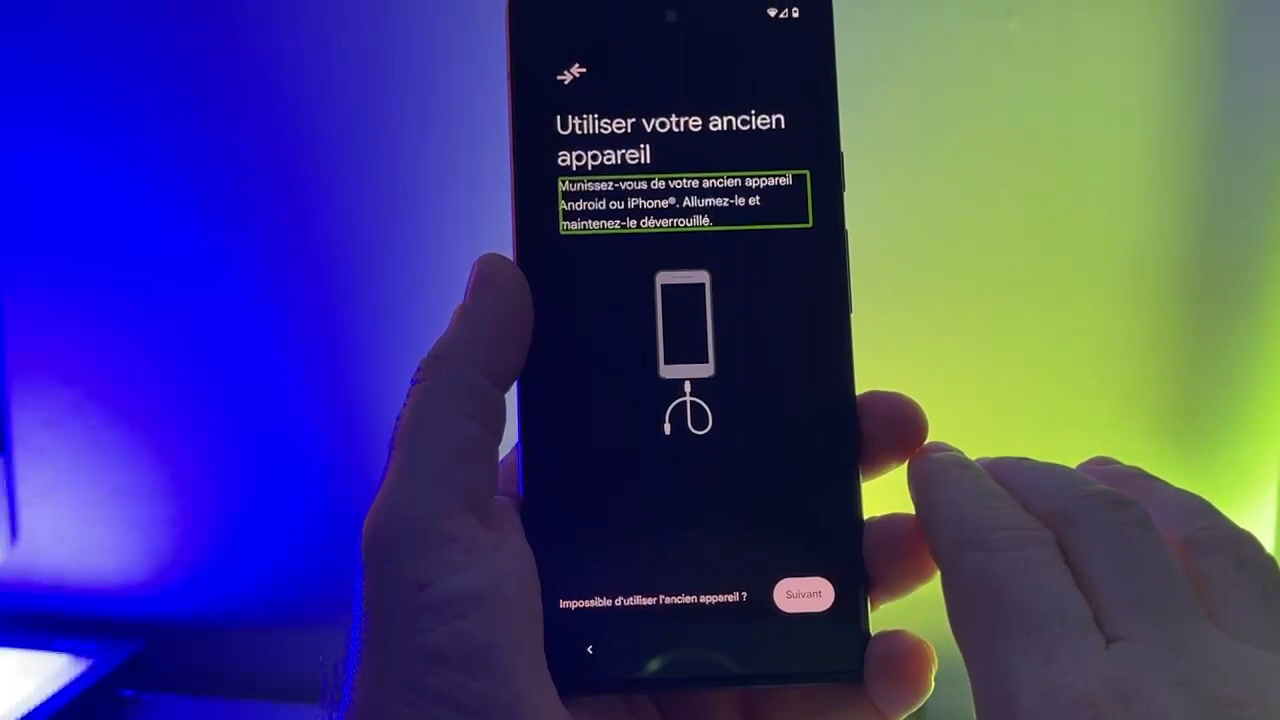 Utiliser votre ancien
appareil
Munissez-vous de votre ancien appareil
Android ou iPhone®. Allumez-le et
maintenez-le déverrouillé.
Impossible d'utiliser l'ancien appareil ?
Suivant